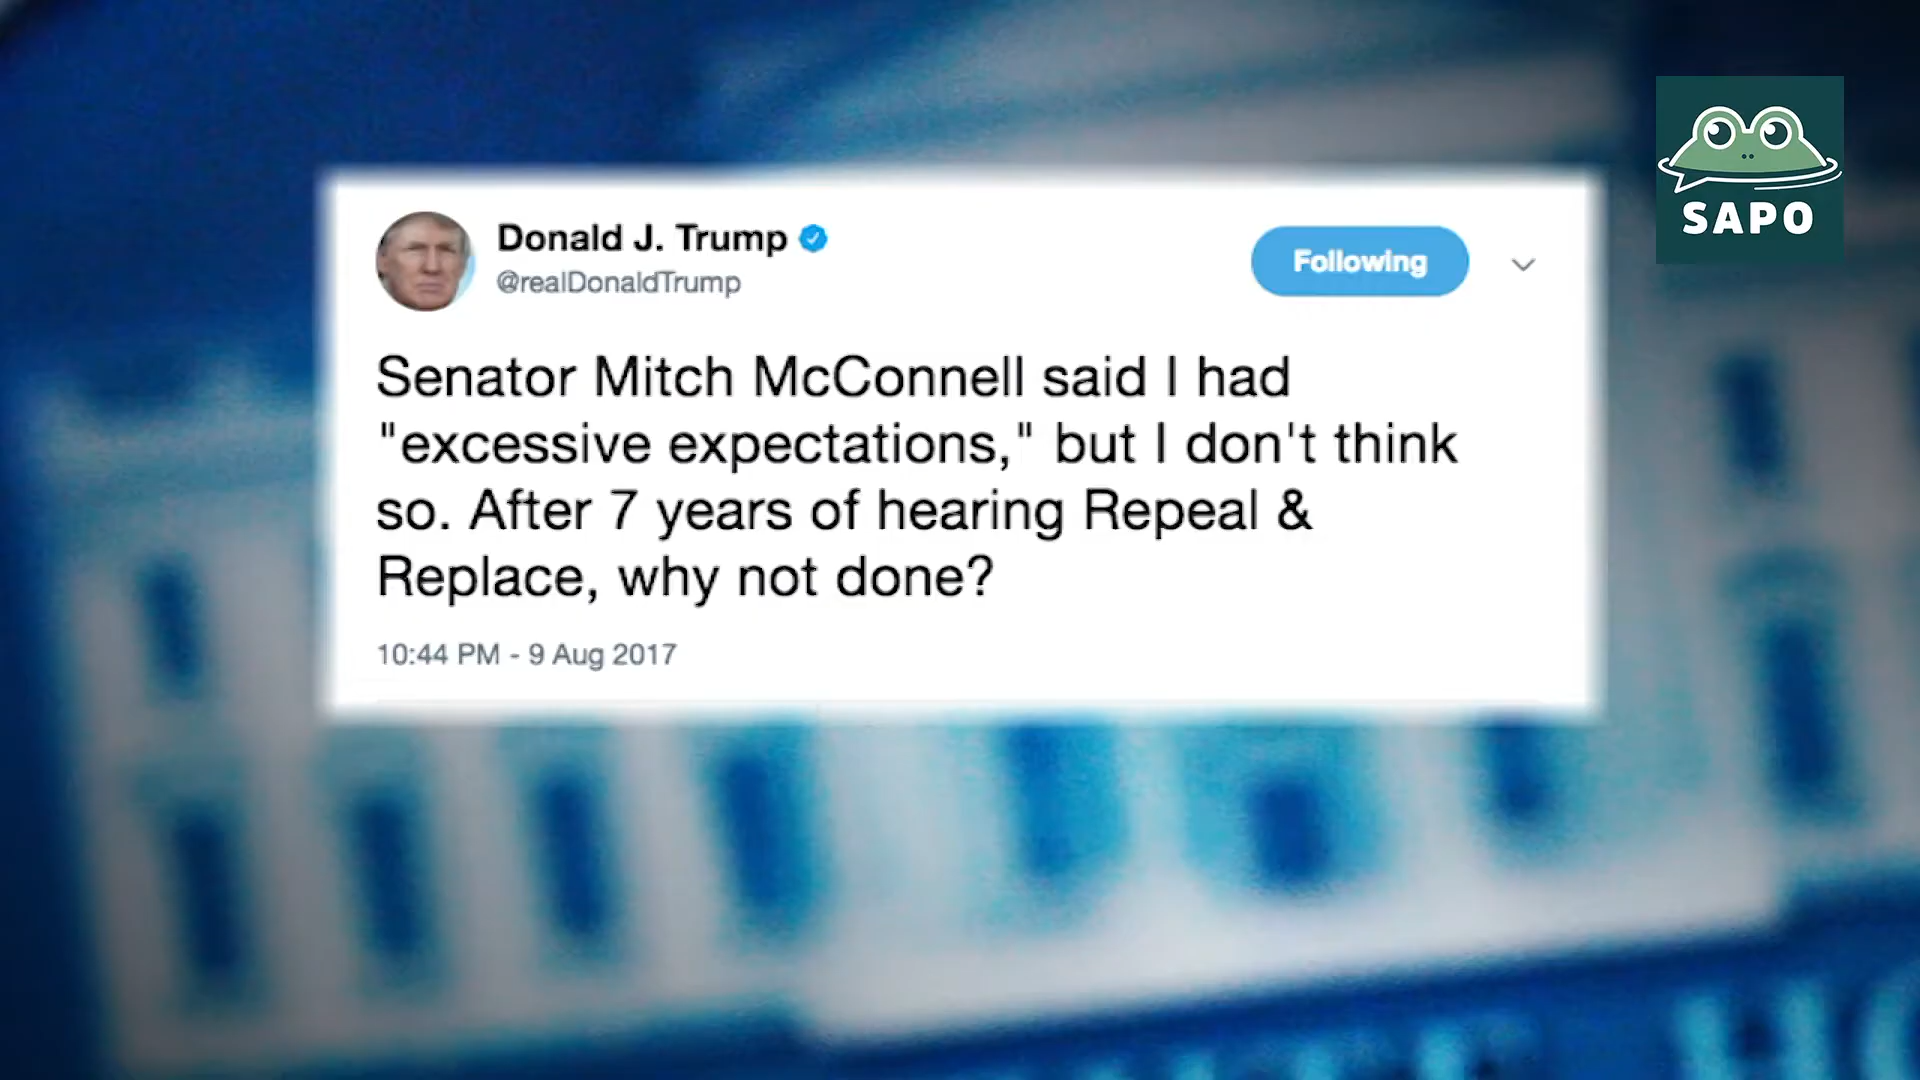 SAPO
Donald J. Trump
@realDonaldTrump
Following
Senator Mitch McConnell said I had
"excessive expectations," but I don't think
so. After 7 years of hearing Repeal &
Replace, why not done?
10:44 PM - 9 Aug 2017